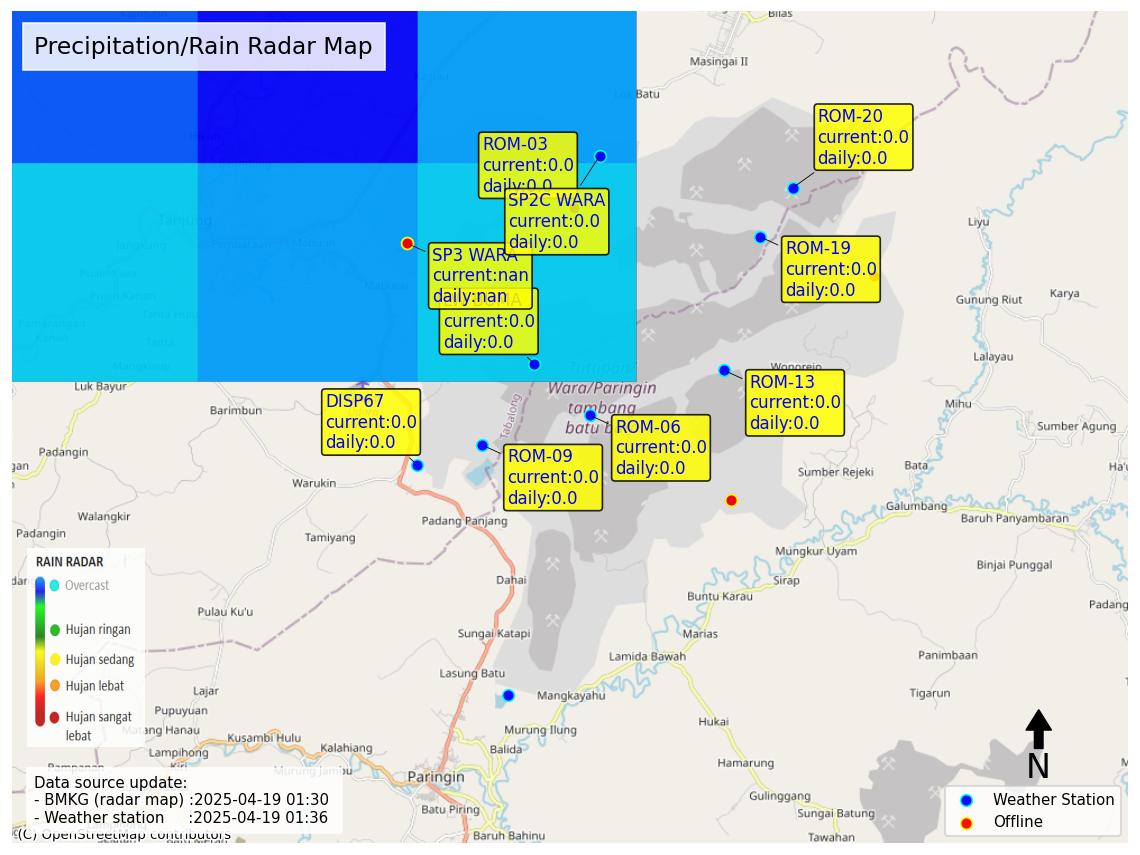 Precipitation/Rain Radar Map
Bilas
Masingai II
Batu
ROM-20
current:0.0
daily:0.0
ROM-03
current:0.0
daily:0.0
SP2C WARA
current:0.0
daily:0.0
Tanjung
Liyu
SP3 WARA
current:nan
daily:nan
ROM-19
current:0.0
daily:0.0
current:0.0
daily:0.0
Gunung Riut
Karya
Lalayau
Wonorejo
Tutupan
Wara/Paringin
tambang
batu
Tabalong
Luk Bayur
Barimbun
DISP67
current:0.0
daily:0.0
ROM-13
current:0.0
daily:0.0
Mihu
ROM-06
current:0.0
daily:0.0
Sumber Agung
Padangin
ROM-09
current:0.0
daily:0.0
Bata
Sumber Rejeki
Warukin
Galumbang
Walangkir
Padang Panjang
Baruh Panyambaran
Padangin
Tamiyang
Mungkur Uyam
Binjai Punggal
RAIN RADAR
Overcast
Hujan ringan
Hujan sedang
Hujan lebat
Hujan sangat
lebat
Dahai
Sirap
Buntu Karau
Pulau Ku'u
Padang
Sungai Katapi
Marias
Lamida Bawah
Panimbaan
Lasung Batu
Lajar
Mangkayahu
Tigarun
Pupuyuan
Matang Hanau
Hukai
Murung Ilung
Kusambi Hulu
Lampihong
Kalahiang
Balida
Hamarung
N
Murung Jambu
Paringin
Data source update:
- BMKG (radar map) :2025-04-19 01:30
- Weather station :2025-04-19 01:36
Gulinggang
Weather Station
Offline
Batu Piring
Sungai Batung
(C) OpenStreetMap contributors
Baruh Bahinu
Tawahan